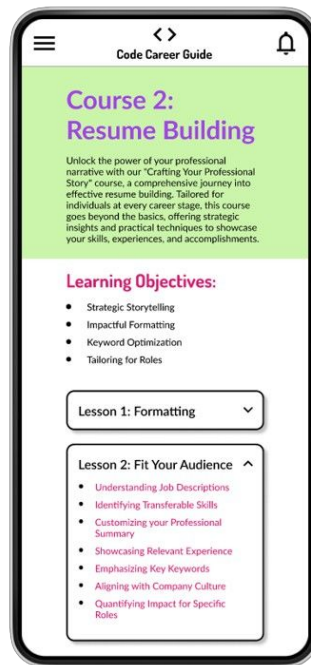 <>
Code Career Guide
Course 2:
Resume Building
Unlock the power of your professional
narrative with our "Crafting Your Professional
Story" course, a comprehensive journey into
effective resume building. Tailored for
individuals at every career stage, this course
goes beyond the basics, offering strategic
insights and practical techniques to showcase
your skills, experiences, and accomplishments.
Learning Objectives:
• Strategic Storytelling
• Impactful Formatting
• Keyword Optimization
• Tailoring for Roles
Lesson 1: Formatting
Lesson 2: Fit Your Audience
• Understanding Job Descriptions
• Identifying Transferable Skills
• Customizing your Professional
Summary
• Showcasing Relevant Experience
• Emphasizing Key Keywords
• Aligning with Company Culture
• Quantifying Impact for Specific
Roles